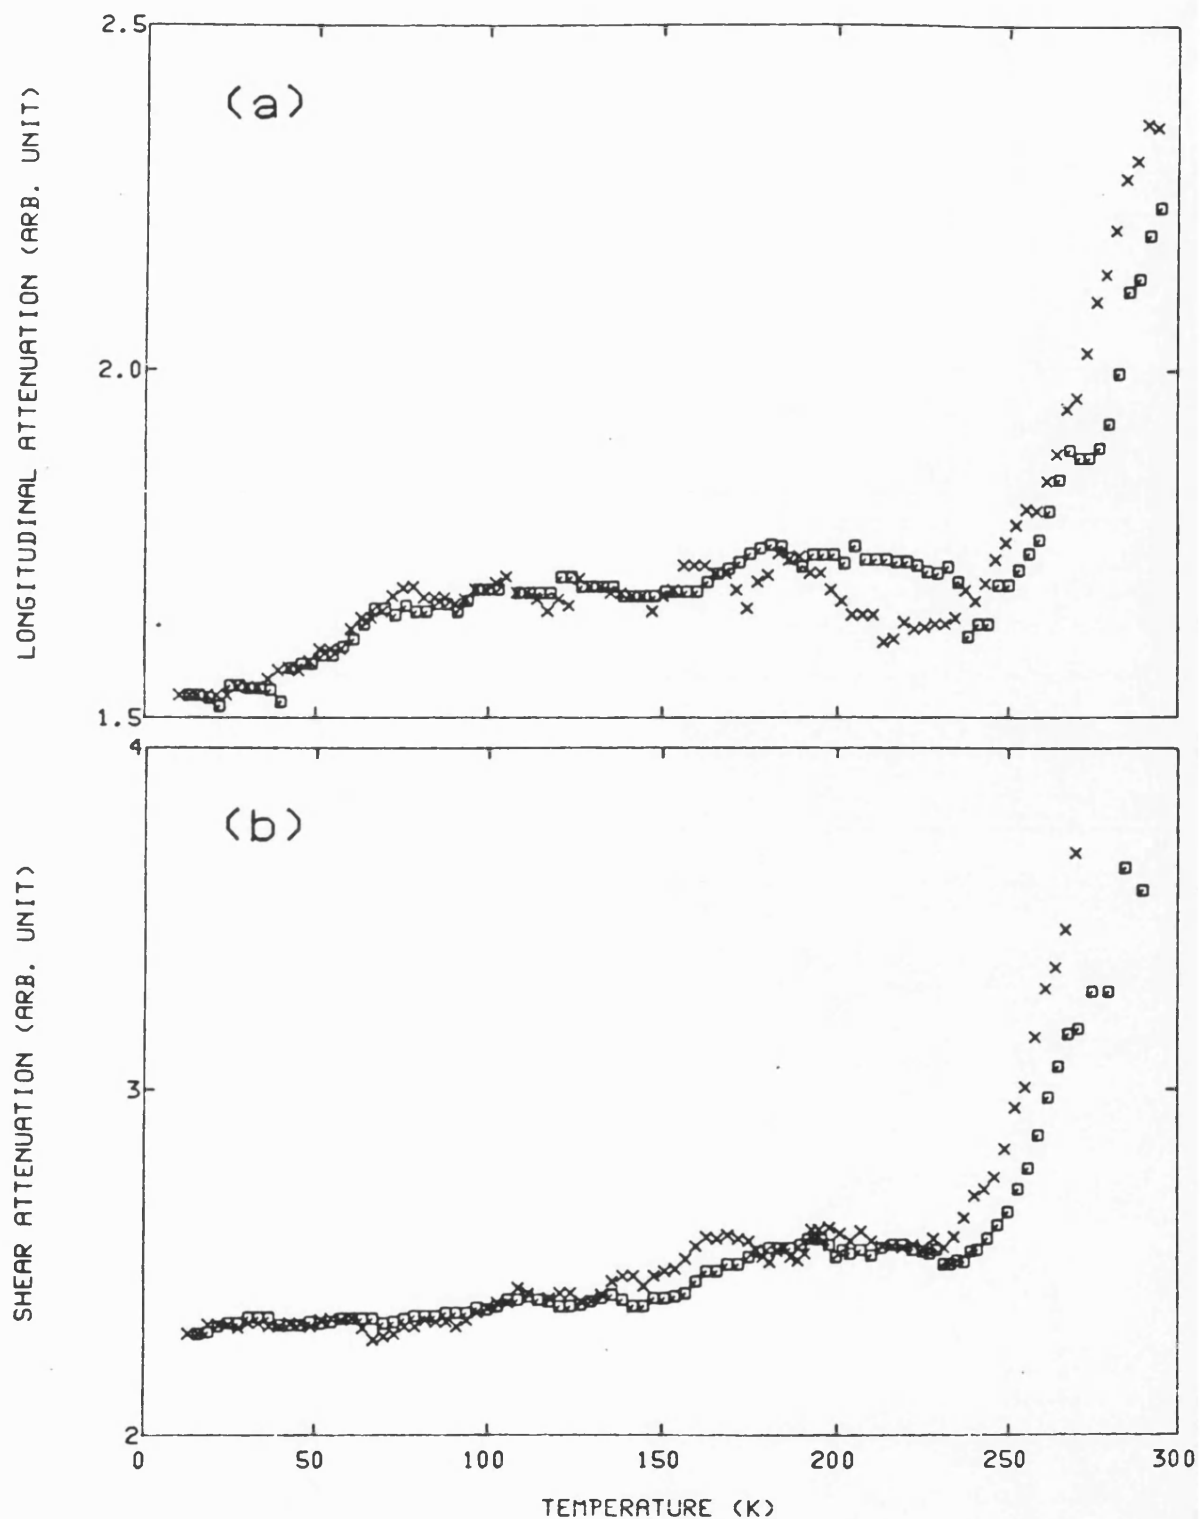 2.5
(a)
LONGITUDINAL ATTENUATION (ARB. UNIT)
2.0
1.5
4
(b)
SHEAR ATTENUATION (ARB. UNIT)
3
2
0 50 100 150 200 250 300
TEMPERATURE (K)